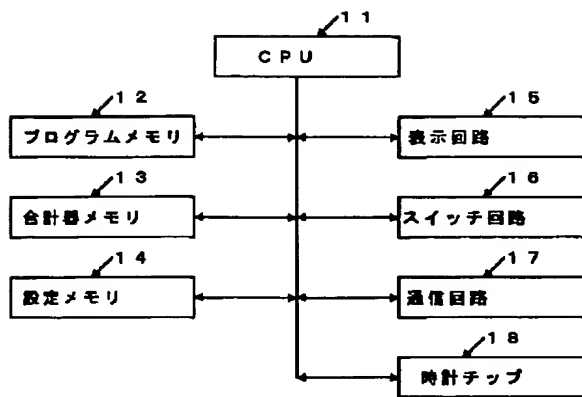 １１
ＣＰＵ
１２
プログラムメモリ
１５
表示回路
１３
合計器メモリ
１６
スイッチ回路
１４
設定メモリ
１７
通信回路
１８
時計チップ